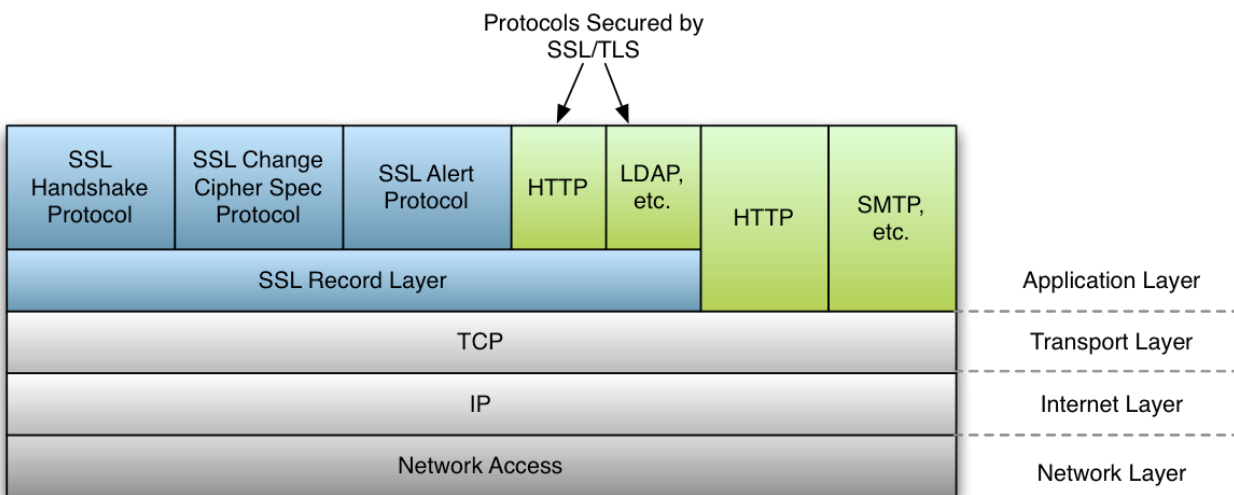 Protocols Secured by
SSL/TLS
SSL
Handshake
Protocol
SSL Change
Cipher Spec
Protocol
SSL Alert
Protocol
HTTP
LDAP,
etc.
HTTP
SMTP,
etc.
SSL Record Layer
Application Layer
TCP
Transport Layer
IP
Internet Layer
Network Access
Network Layer